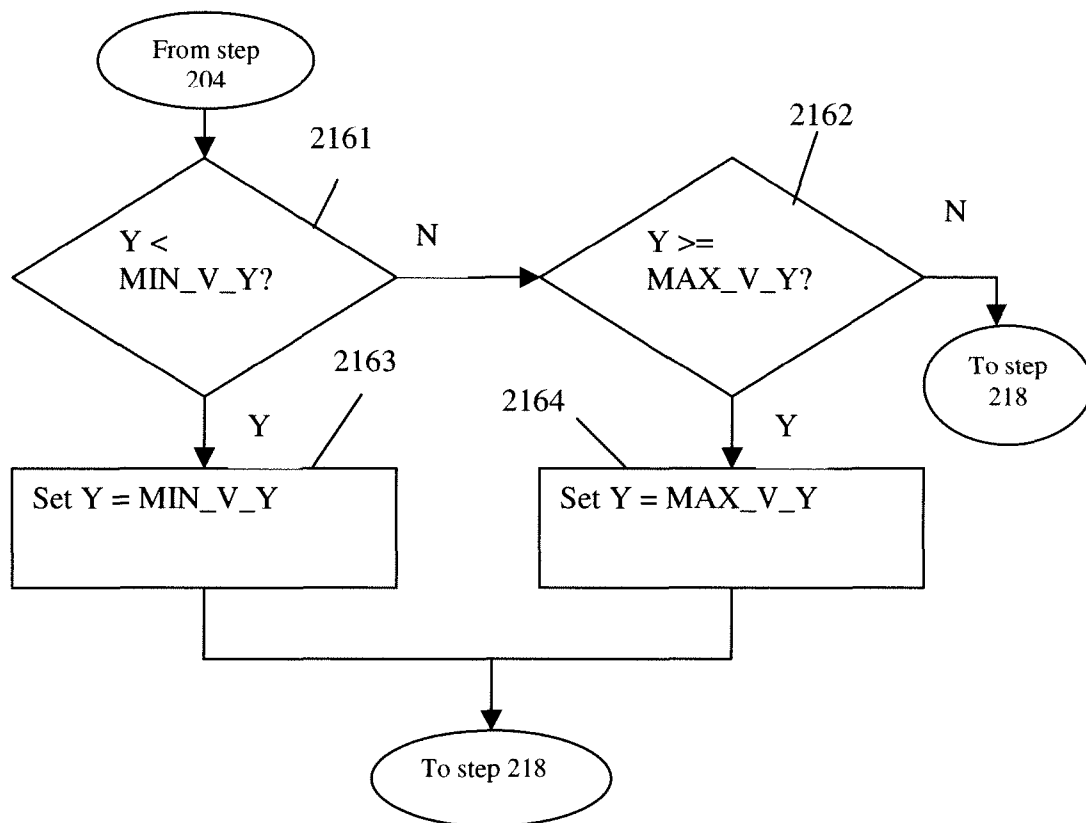 From step
204
2161
2162
Y <
MIN_V_Y?
N
Y >=
MAX_V_Y?
N
To step
218
2163
2164
Y
Y
Set Y = MIN_V_Y
Set Y = MAX_V_Y
To step 218